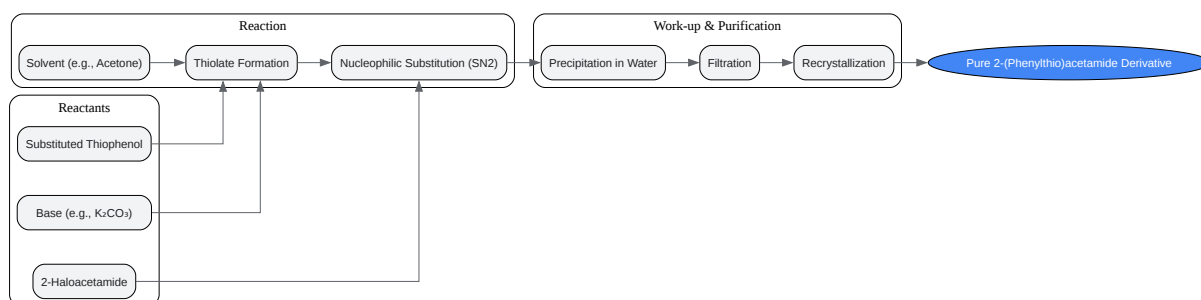 Reaction
Solvent (e.g., Acetone)
Thiolate Formation
Nucleophilic Substitution (SN2)
Work-up & Purification
Precipitation in Water
Filtration
Recrystallization
Pure 2-(Phenylthio)acetamide Derivative
Reactants
Substituted Thiophenol
Base (e.g., K₂CO₃)
2-Haloacetamide